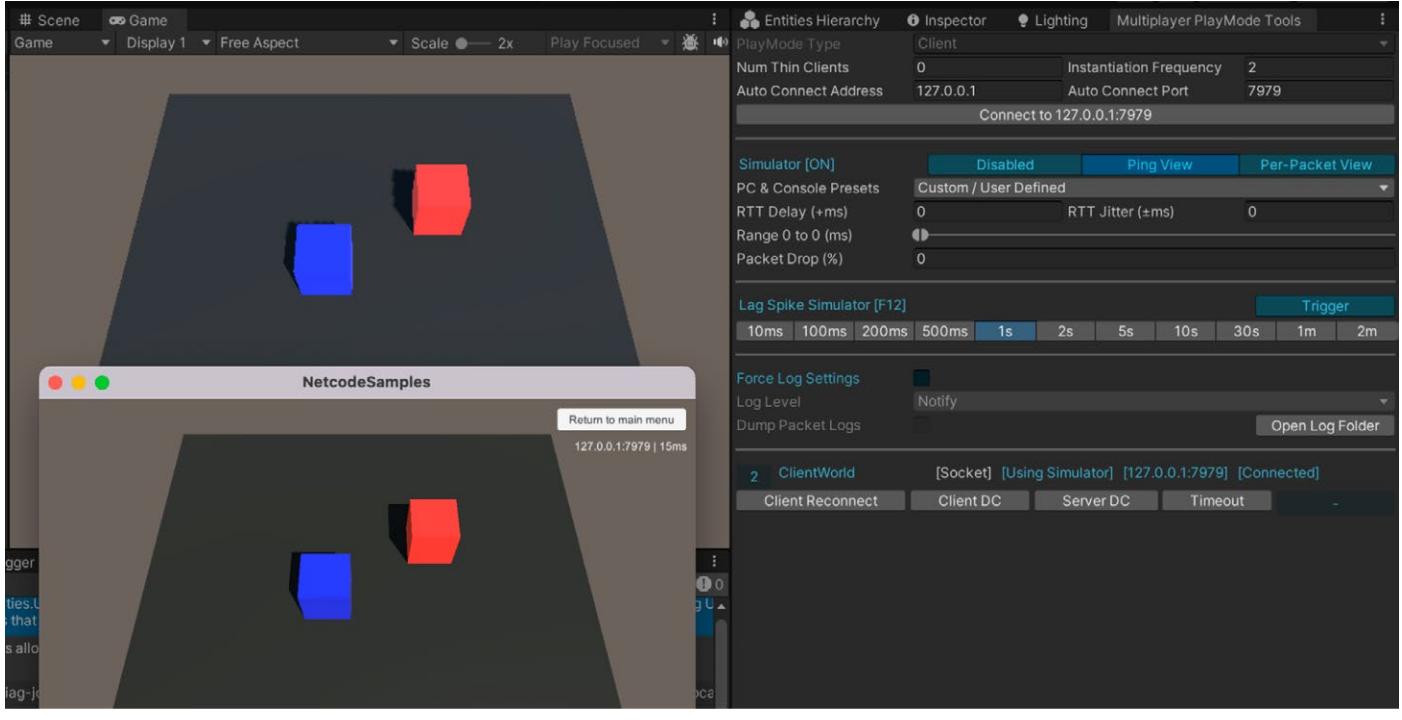 Scene Game
Game Display 1 Free Aspect Scale 2x Play Focused
NetcodeSamples
Return to main menu
127.0.0.1:7979 | 15ms
gger
0
ties.U
g U
that
s allo
iag-jo
oca
Entities Hierarchy Inspector Lighting Multiplayer PlayMode Tools
PlayMode Type Client
Num Thin Clients 0 Instantiation Frequency 2
Auto Connect Address 127.0.0.1 Auto Connect Port 7979
Connect to 127.0.0.1:7979
Simulator [ON] Disabled Ping View Per-Packet View
PC & Console Presets Custom / User Defined
RTT Delay (+ms) 0 RTT Jitter (±ms) 0
Range 0 to 0 (ms)
Packet Drop (%) 0
Lag Spike Simulator [F12] Trigger
10ms 100ms 200ms 500ms 1s 2s 5s 10s 30s 1m 2m
Force Log Settings
Log Level Notify
Dump Packet Logs Open Log Folder
2 ClientWorld [Socket] [Using Simulator] [127.0.0.1:7979] [Connected]
Client Reconnect Client DC Server DC Timeout -